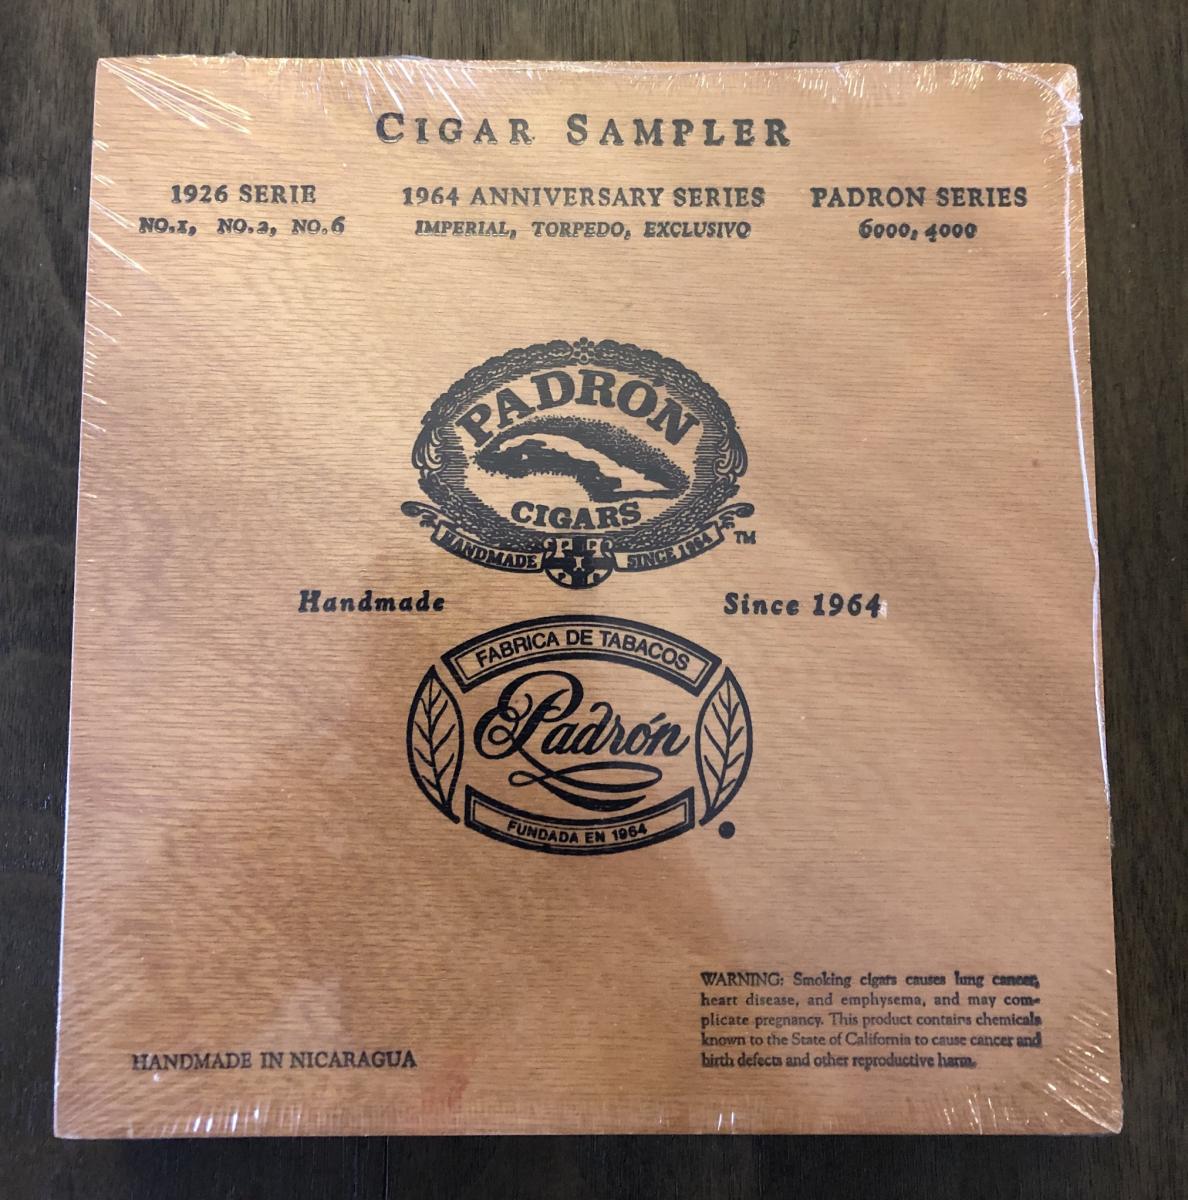 CIGAR SAMPLER
1926 SERIE
NO.1, NO.2, NO.6
1964 ANNIVERSARY SERIES
IMPERIAL, TORPEDO, EXCLUSIVO
PADRON SERIES
6000, 4000
PADRÓN
CIGARS
HANDMADE
SINCE 1964
TM
Handmade
Since 1964
FABRICA DE TABACOS
Padrón
FUNDADA EN 1964
HANDMADE IN NICARAGUA
WARNING: Smoking cigars causes lung cancer,
heart disease, and emphysema, and may com-
plicate pregnancy. This product contains chemicals
known to the State of California to cause cancer and
birth defects and other reproductive harm.